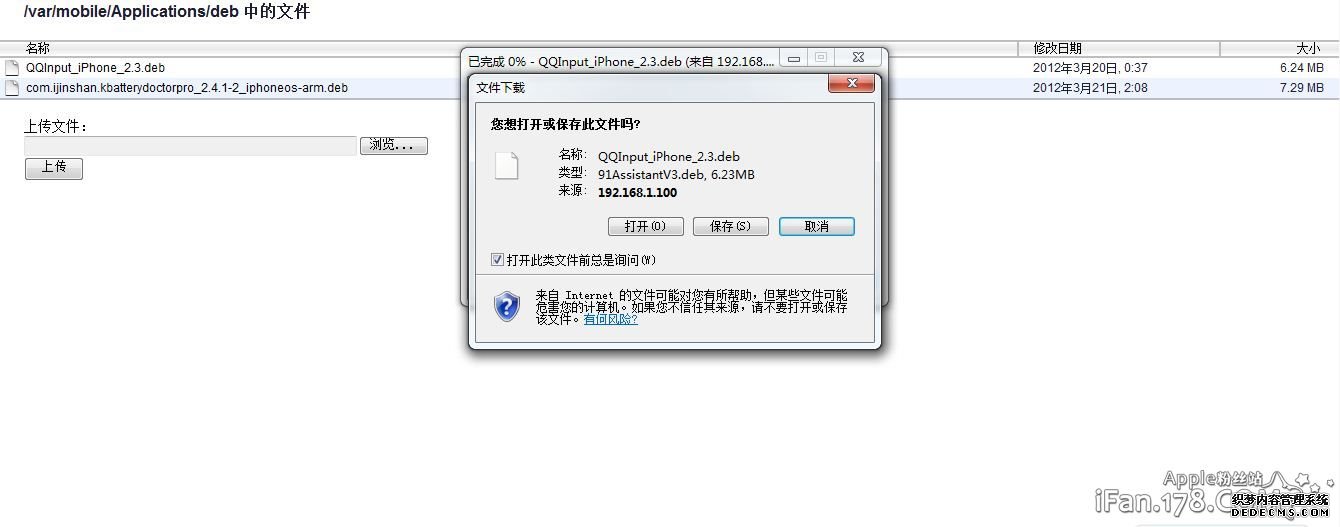 /var/mobile/Applications/deb 中的文件
名称 修改日期 大小
QQInput_iPhone_2.3.deb 2012年3月20日, 0:37 6.24 MB
com.ijinshan.kbatterydoctorpro_2.4.1-2_iphoneos-arm.deb 2012年3月21日, 2:08 7.29 MB
上传文件：
浏览...
上传
已完成 0% - QQInput_iPhone_2.3.deb (来自 192.168....
文件下载
您想打开或保存此文件吗?
名称: QQInput_iPhone_2.3.deb
类型: 91AssistantV3.deb, 6.23MB
来源: 192.168.1.100
打开(O) 保存(S) 取消
打开此类文件前总是询问(W)
来自 Internet 的文件可能对您有所帮助，但某些文件可能
危害您的计算机。如果您不信任其来源，请不要打开或保存
该文件。有何风险?
Apple粉丝站
iFan.178.COM
织梦内容管理系统
DEDECMS.COM